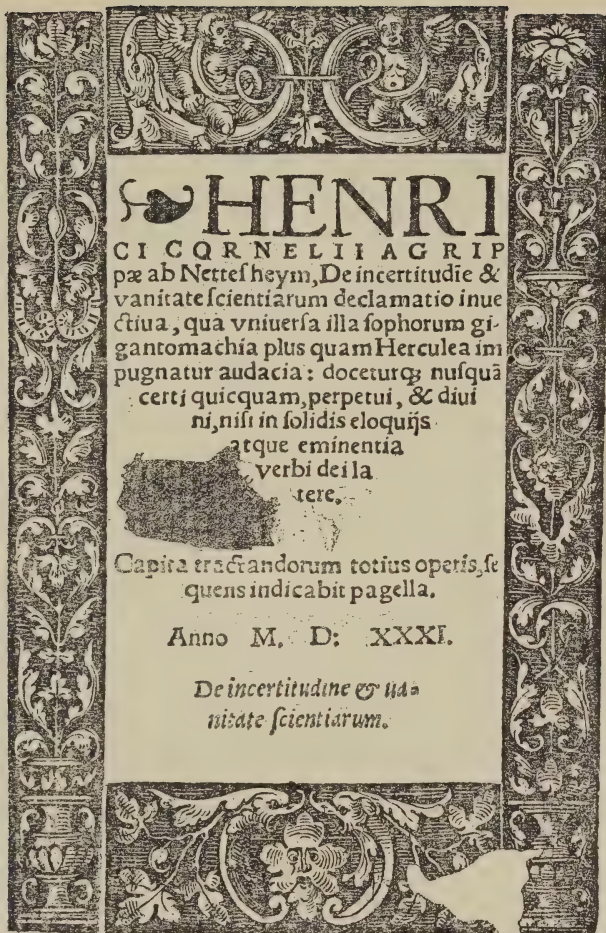 HENRI
CI CORNELII AGRIP
pæ ab Nettesheym, De incertitudīe &
vanitate scientiarum declamatio inue
ctiua, qua vniuersa illa sophorum gi-
gantomachia plus quam Herculea im
pugnatur audacia: doceturq; nusquā
certi quicquam, perpetui, & diui
ni, nisi in solidis eloquijs
atque eminentia
verbi dei la
tere.
Capita tractandorum totius operis, se
quens indicabit pagella.
Anno M. D: XXXI.
De incertitudine & ua-
nitate scientiarum.